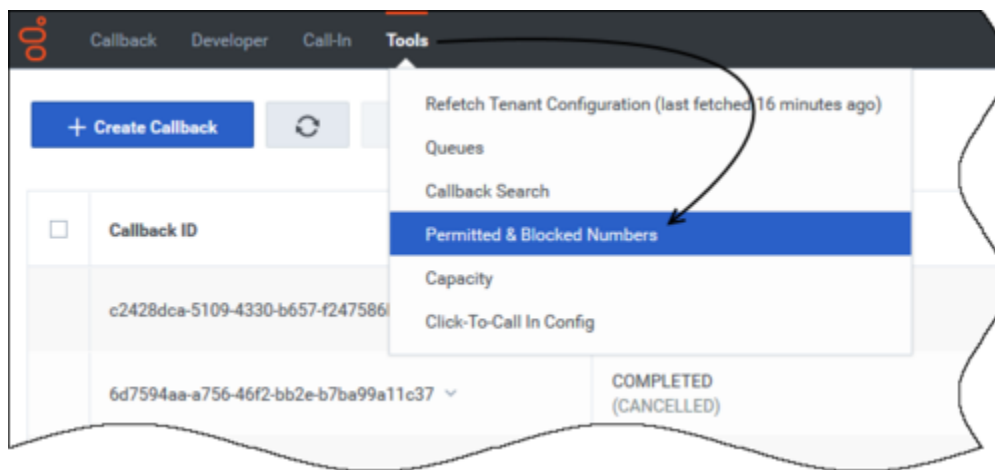 Callback Developer Call-In Tools
Refetch Tenant Configuration (last fetched 16 minutes ago)
+ Create Callback
Queues
Callback Search
Callback ID
Permitted & Blocked Numbers
Capacity
c2428dca-5109-4330-b657-f247586
Click-To-Call In Config
6d7594aa-a756-46f2-bb2e-b7ba99a11c37
COMPLETED
(CANCELLED)